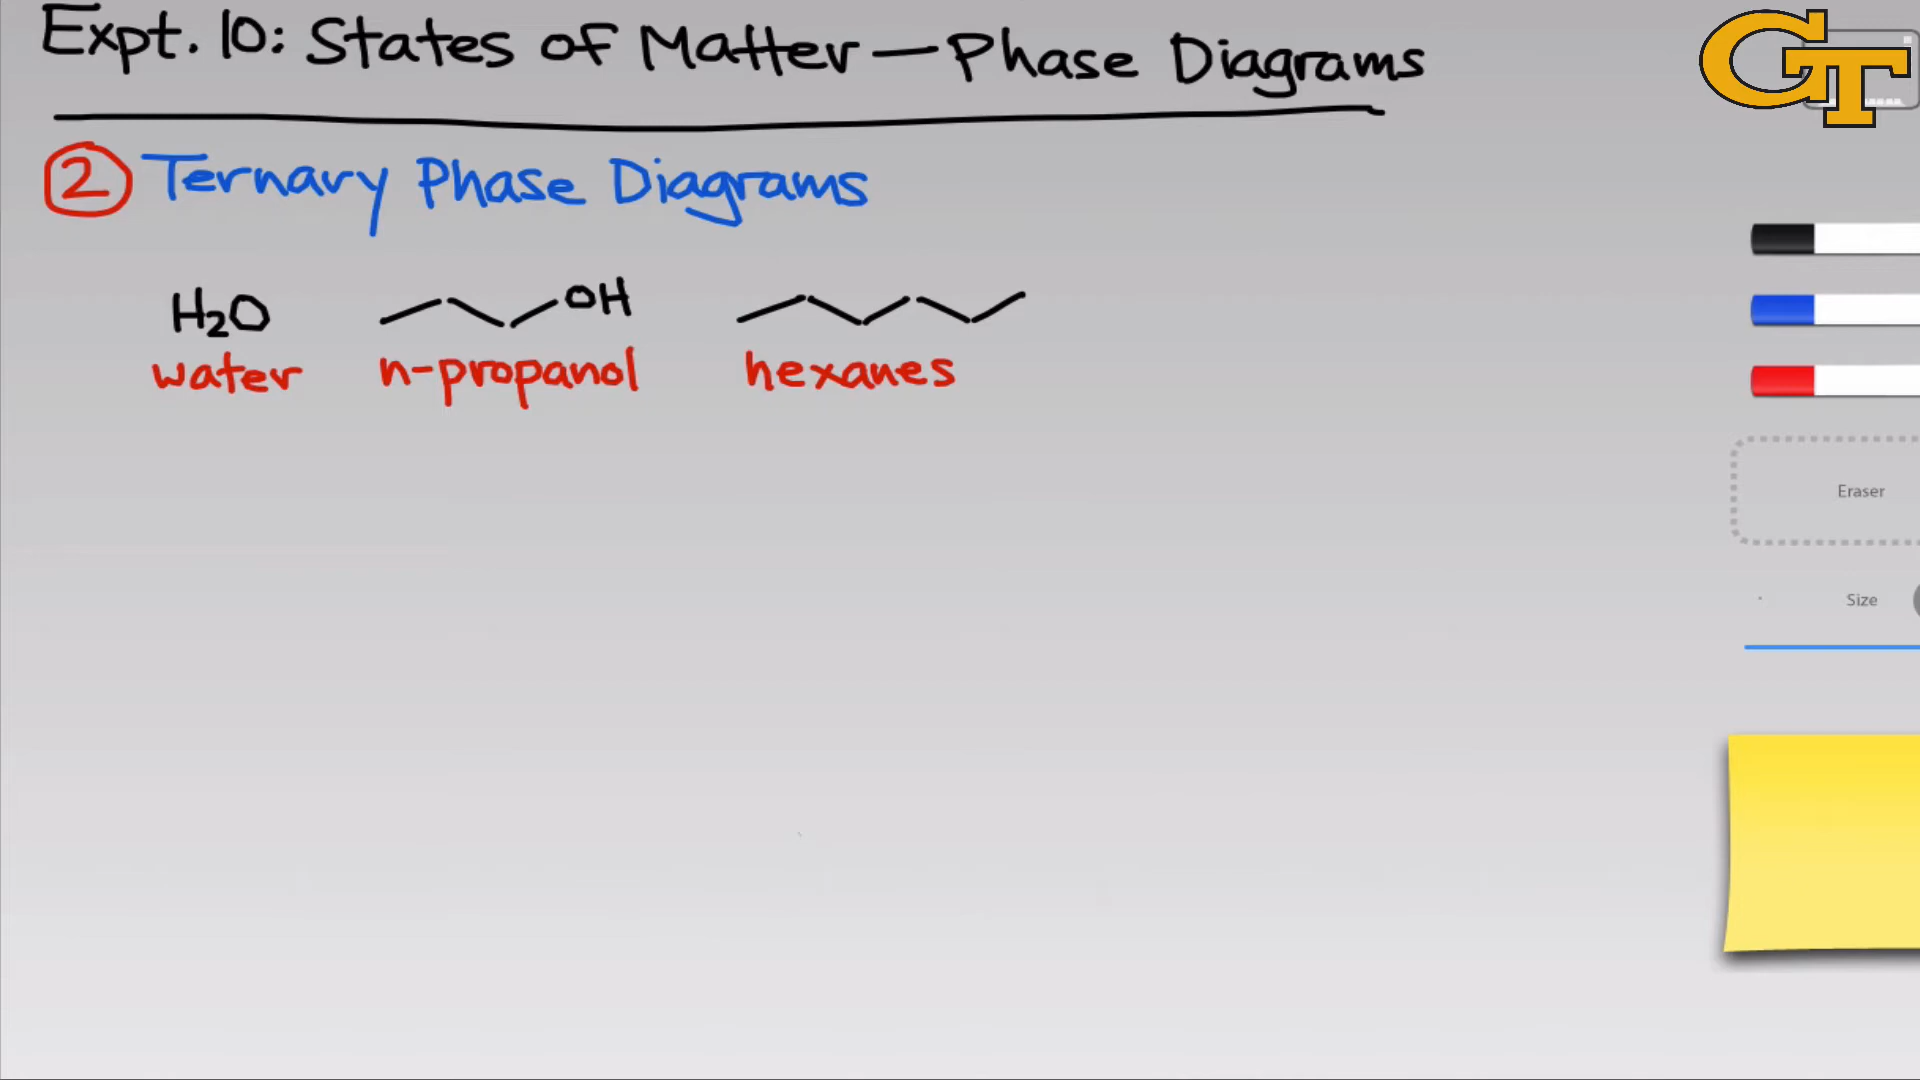 Expt. 10: States of Matter — Phase Diagrams
GT
2 Ternary Phase Diagrams
H₂O OH
water n-propanol hexanes
Eraser
Size